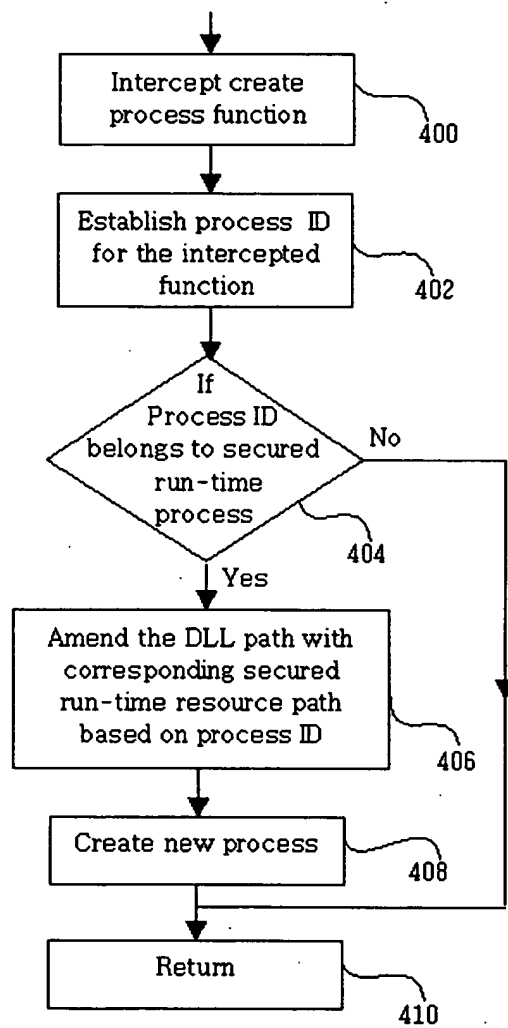 Intercept create
process function
400
Establish process ID
for the intercepted
function
402
If
Process ID
belongs to secured
run-time
process
No
404
Yes
Amend the DLL path with
corresponding secured
run-time resource path
based on process ID
406
Create new process
408
Return
410